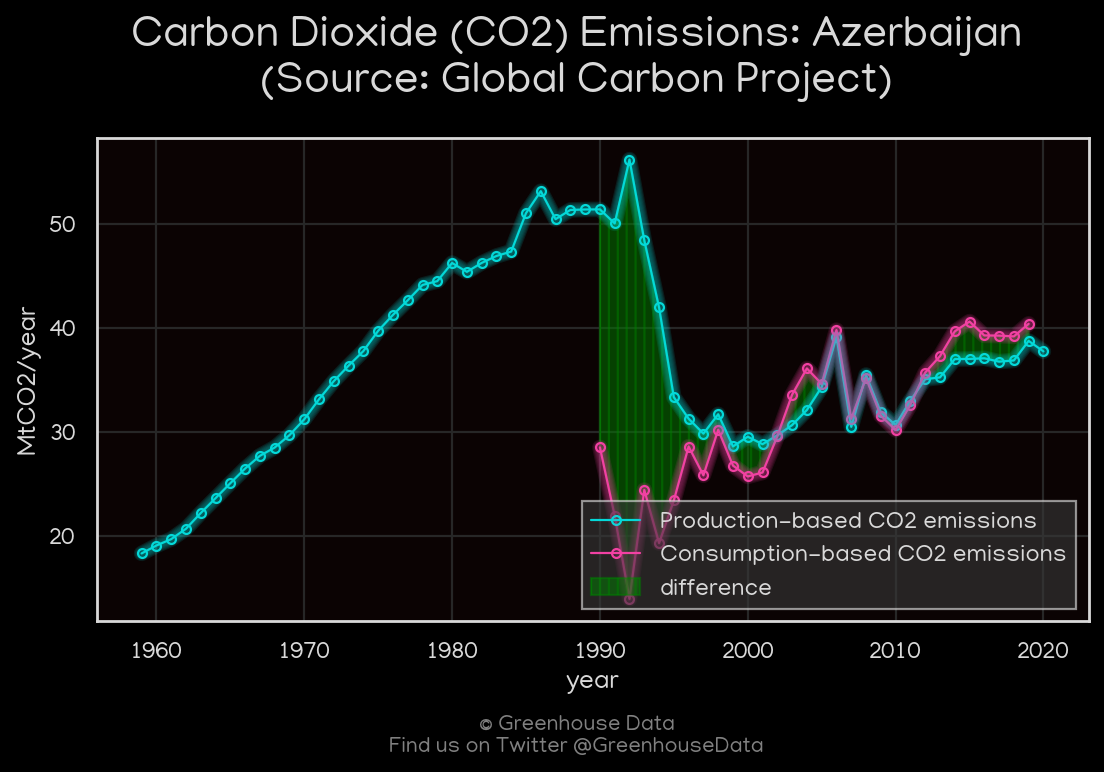 Carbon Dioxide (CO2) Emissions: Azerbaijan
(Source: Global Carbon Project)
MtCO2/year
50
40
30
20
Production-based CO2 emissions
Consumption-based CO2 emissions
difference
1960 1970 1980 1990 2000 2010 2020
year
© Greenhouse Data
Find us on Twitter @GreenhouseData